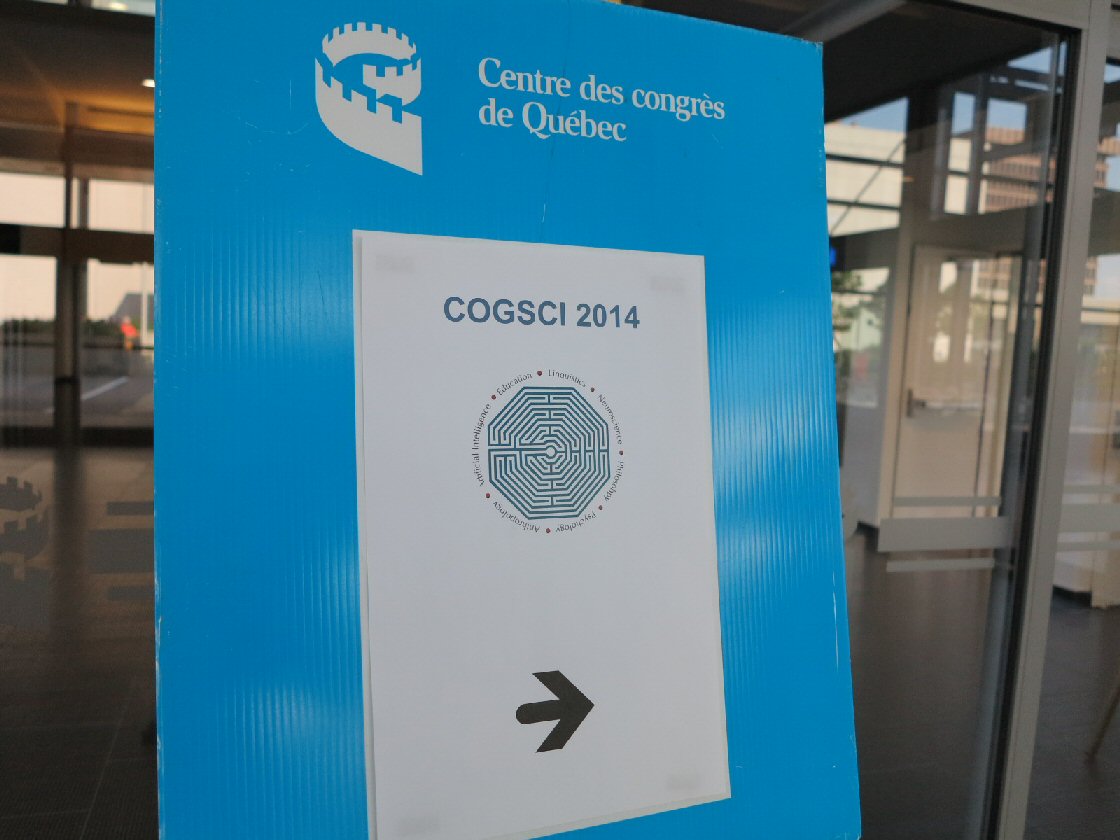 Centre des congrès
de Québec
COGSCI 2014
Education • Linguistics • Neuroscience • Philosophy • Psychology • Anthropology • Artificial Intelligence •